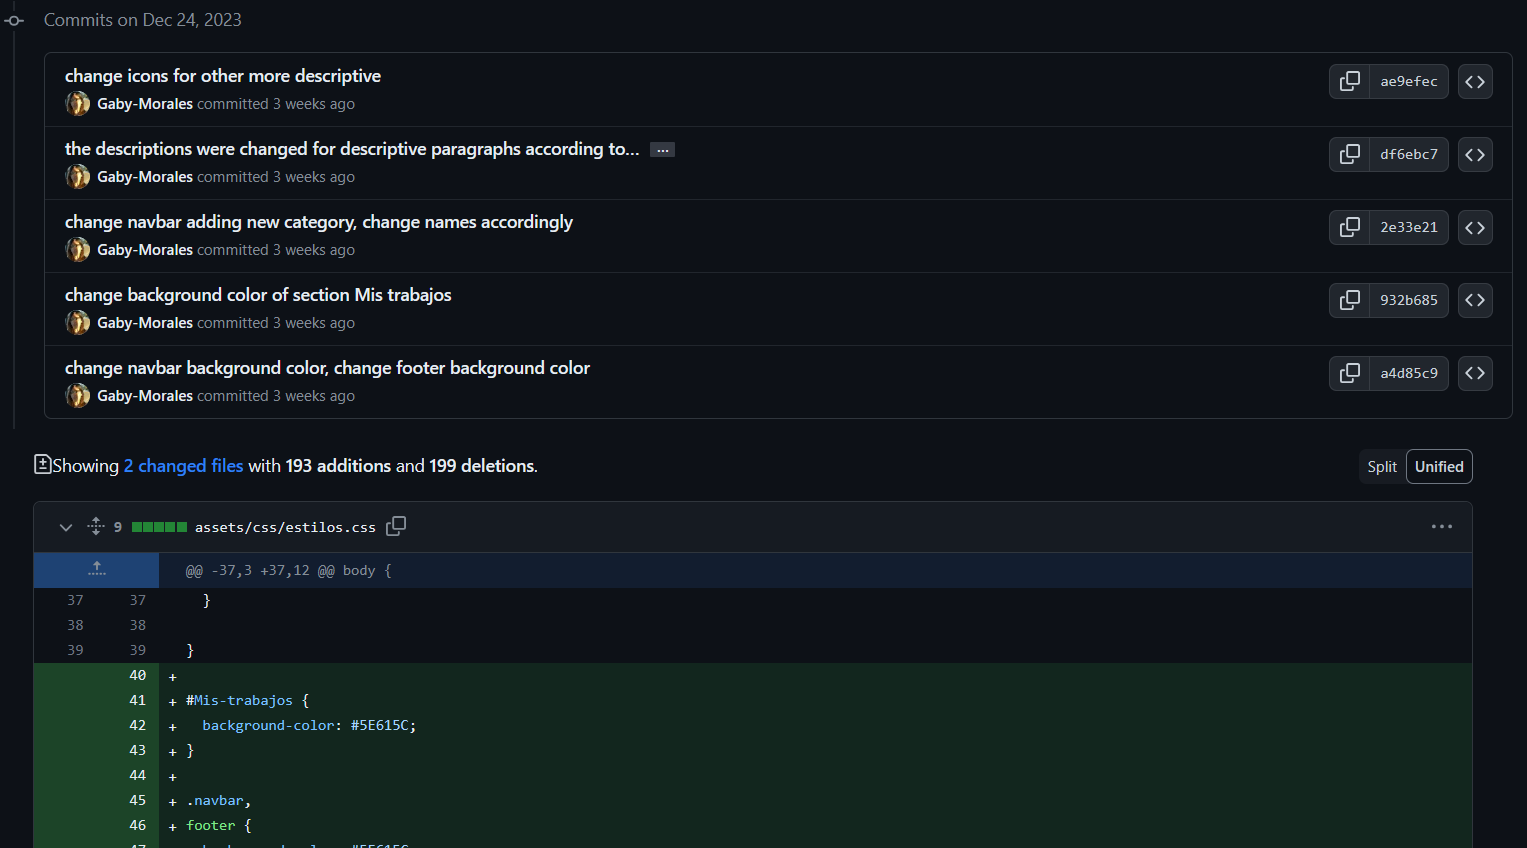 Commits on Dec 24, 2023
change icons for other more descriptive
Gaby-Morales committed 3 weeks ago
ae9efec
the descriptions were changed for descriptive paragraphs according to... …
Gaby-Morales committed 3 weeks ago
df6ebc7
change navbar adding new category, change names accordingly
Gaby-Morales committed 3 weeks ago
2e33e21
change background color of section Mis trabajos
Gaby-Morales committed 3 weeks ago
932b685
change navbar background color, change footer background color
Gaby-Morales committed 3 weeks ago
a4d85c9
Showing 2 changed files with 193 additions and 199 deletions.
Split Unified
9 assets/css/estilos.css
@@ -37,3 +37,12 @@ body {
37 37 }
38 38
39 39 }
40 +
41 + #Mis-trabajos {
42 + background-color: #5E615C;
43 + }
44 +
45 + .navbar,
46 + footer {